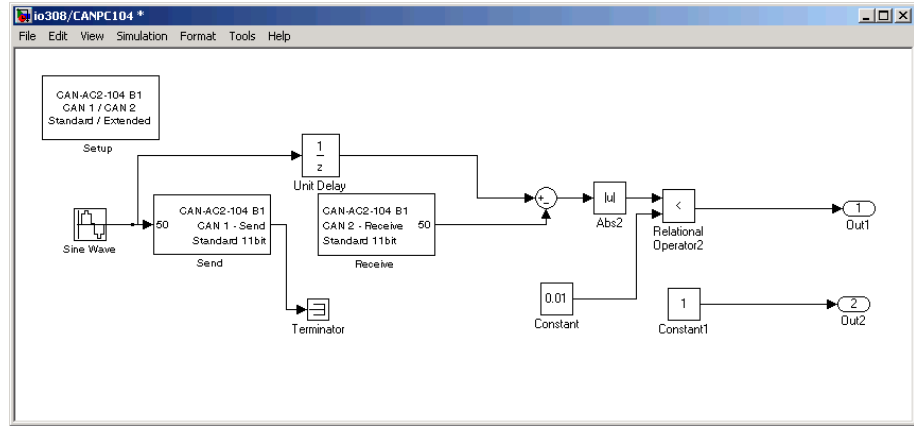 io308/CANPC104 *
File Edit View Simulation Format Tools Help
CAN-AC2-104 B1
CAN 1 / CAN 2
Standard / Extended
Setup
1
z
Unit Delay
Sine Wave
50
CAN-AC2-104 B1
CAN 1 - Send
Standard 11bit
Send
CAN-AC2-104 B1
CAN 2 - Receive
Standard 11bit
50
Receive
Terminator
+
-
|u|
Abs2
<
Relational
Operator2
1
Out1
0.01
Constant
1
Constant1
2
Out2